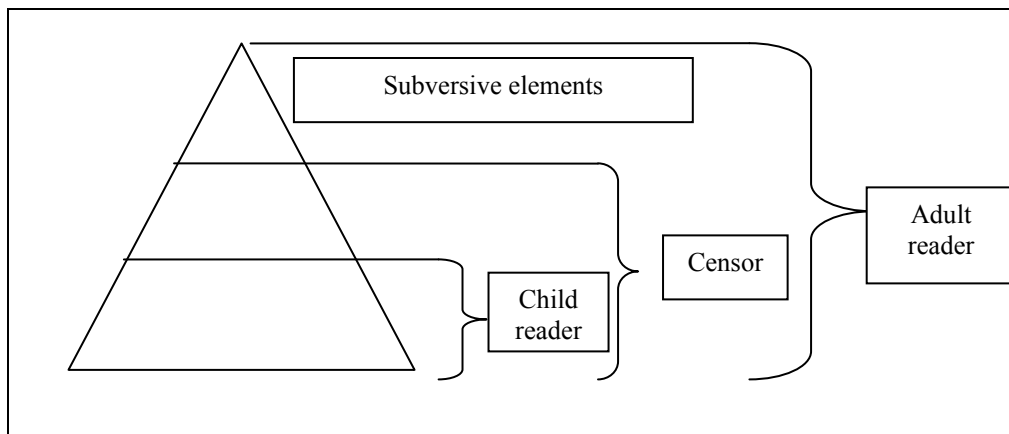 Subversive elements
Adult
reader
Censor
Child
reader